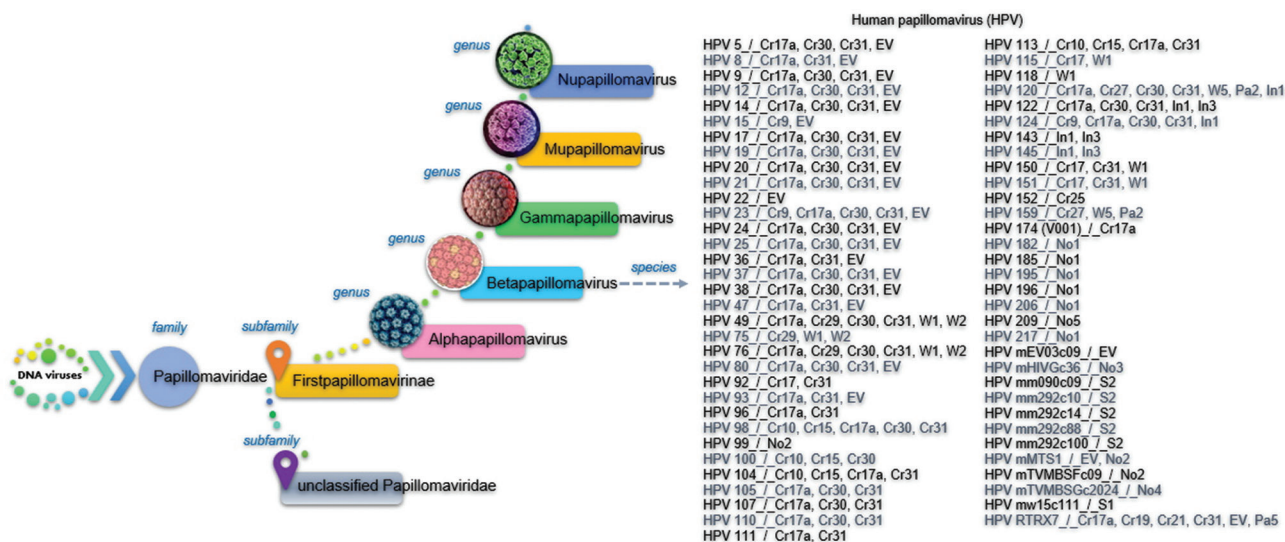 Human papillomavirus (HPV)
genus
Nupapillomavirus
genus
Mupapillomavirus
genus
Gammapapillomavirus
genus
Betapapillomavirus
species
genus
Alphapapillomavirus
DNA viruses
family
Papillomaviridae
subfamily
Firstpapillomavirinae
subfamily
unclassified Papillomaviridae
HPV 5_/_Cr17a, Cr30, Cr31, EV
HPV 8_/_Cr17a, Cr31, EV
HPV 9_/_Cr17a, Cr30, Cr31, EV
HPV 12_/_Cr17a, Cr30, Cr31, EV
HPV 14_/_Cr17a, Cr30, Cr31, EV
HPV 15_/_Cr9, EV
HPV 17_/_Cr17a, Cr30, Cr31, EV
HPV 19_/_Cr17a, Cr30, Cr31, EV
HPV 20_/_Cr17a, Cr30, Cr31, EV
HPV 21_/_Cr17a, Cr30, Cr31, EV
HPV 22_/_EV
HPV 23_/_Cr9, Cr17a, Cr30, Cr31, EV
HPV 24_/_Cr17a, Cr30, Cr31, EV
HPV 25_/_Cr17a, Cr30, Cr31, EV
HPV 36_/_Cr17a, Cr31, EV
HPV 37_/_Cr17a, Cr30, Cr31, EV
HPV 38_/_Cr17a, Cr30, Cr31, EV
HPV 47_/_Cr17a, Cr31, EV
HPV 49_/_Cr17a, Cr29, Cr30, Cr31, W1, W2
HPV 75_/_Cr29, W1, W2
HPV 76_/_Cr17a, Cr29, Cr30, Cr31, W1, W2
HPV 80_/_Cr17a, Cr30, Cr31, EV
HPV 92_/_Cr17, Cr31
HPV 93_/_Cr17a, Cr31, EV
HPV 96_/_Cr17a, Cr31
HPV 98_/_Cr10, Cr15, Cr17a, Cr30, Cr31
HPV 99_/_No2
HPV 100_/_Cr10, Cr15, Cr30
HPV 104_/_Cr10, Cr15, Cr17a, Cr31
HPV 105_/_Cr17a, Cr30, Cr31
HPV 107_/_Cr17a, Cr30, Cr31
HPV 110_/_Cr17a, Cr30, Cr31
HPV 111_/_Cr17a, Cr31
HPV 113_/_Cr10, Cr15, Cr17a, Cr31
HPV 115_/_Cr17, W1
HPV 118_/_W1
HPV 120_/_Cr17a, Cr27, Cr30, Cr31, W5, Pa2, In1
HPV 122_/_Cr17a, Cr30, Cr31, In1, In3
HPV 124_/_Cr9, Cr17a, Cr30, Cr31, In1
HPV 143_/_In1, In3
HPV 145_/_In1, In3
HPV 150_/_Cr17, Cr31, W1
HPV 151_/_Cr17, Cr31, W1
HPV 152_/_Cr25
HPV 159_/_Cr27, W5, Pa2
HPV 174 (V001)_/_Cr17a
HPV 182_/_No1
HPV 185_/_No1
HPV 195_/_No1
HPV 196_/_No1
HPV 206_/_No1
HPV 209_/_No5
HPV 217_/_No1
HPV mEV03c09_/_EV
HPV mHIVGc36_/_No3
HPV mm090c09_/_S2
HPV mm292c10_/_S2
HPV mm292c14_/_S2
HPV mm292c88_/_S2
HPV mm292c100_/_S2
HPV mMTS1_/_EV, No2
HPV mTVMBSFc09_/_No2
HPV mTVMBSGc2024_/_No4
HPV mw15c111_/_S1
HPV RTRX7_/_Cr17a, Cr19, Cr21, Cr31, EV, Pa5